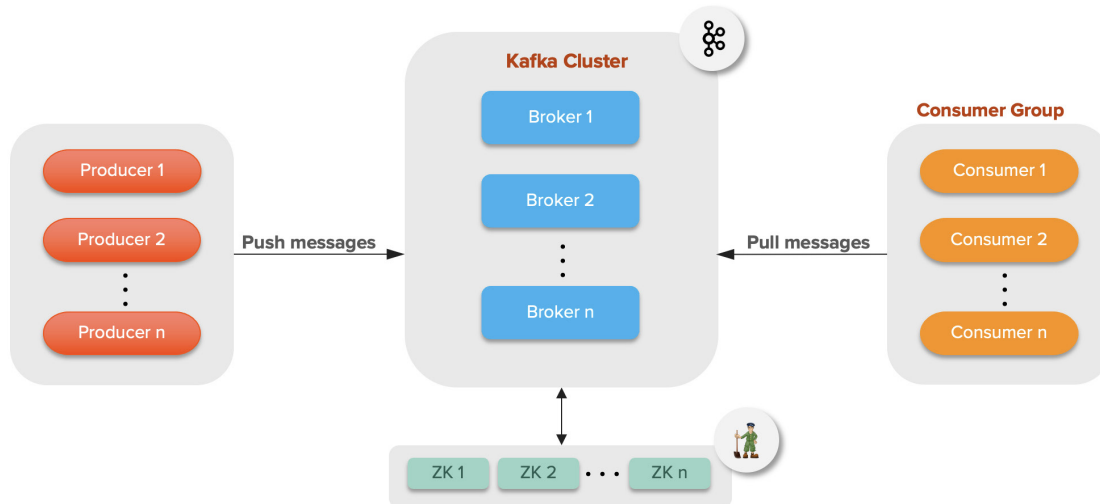 Kafka Cluster
Broker 1
Broker 2
Broker n
Producer 1
Producer 2
Producer n
Push messages
Pull messages
Consumer Group
Consumer 1
Consumer 2
Consumer n
ZK 1
ZK 2
ZK n